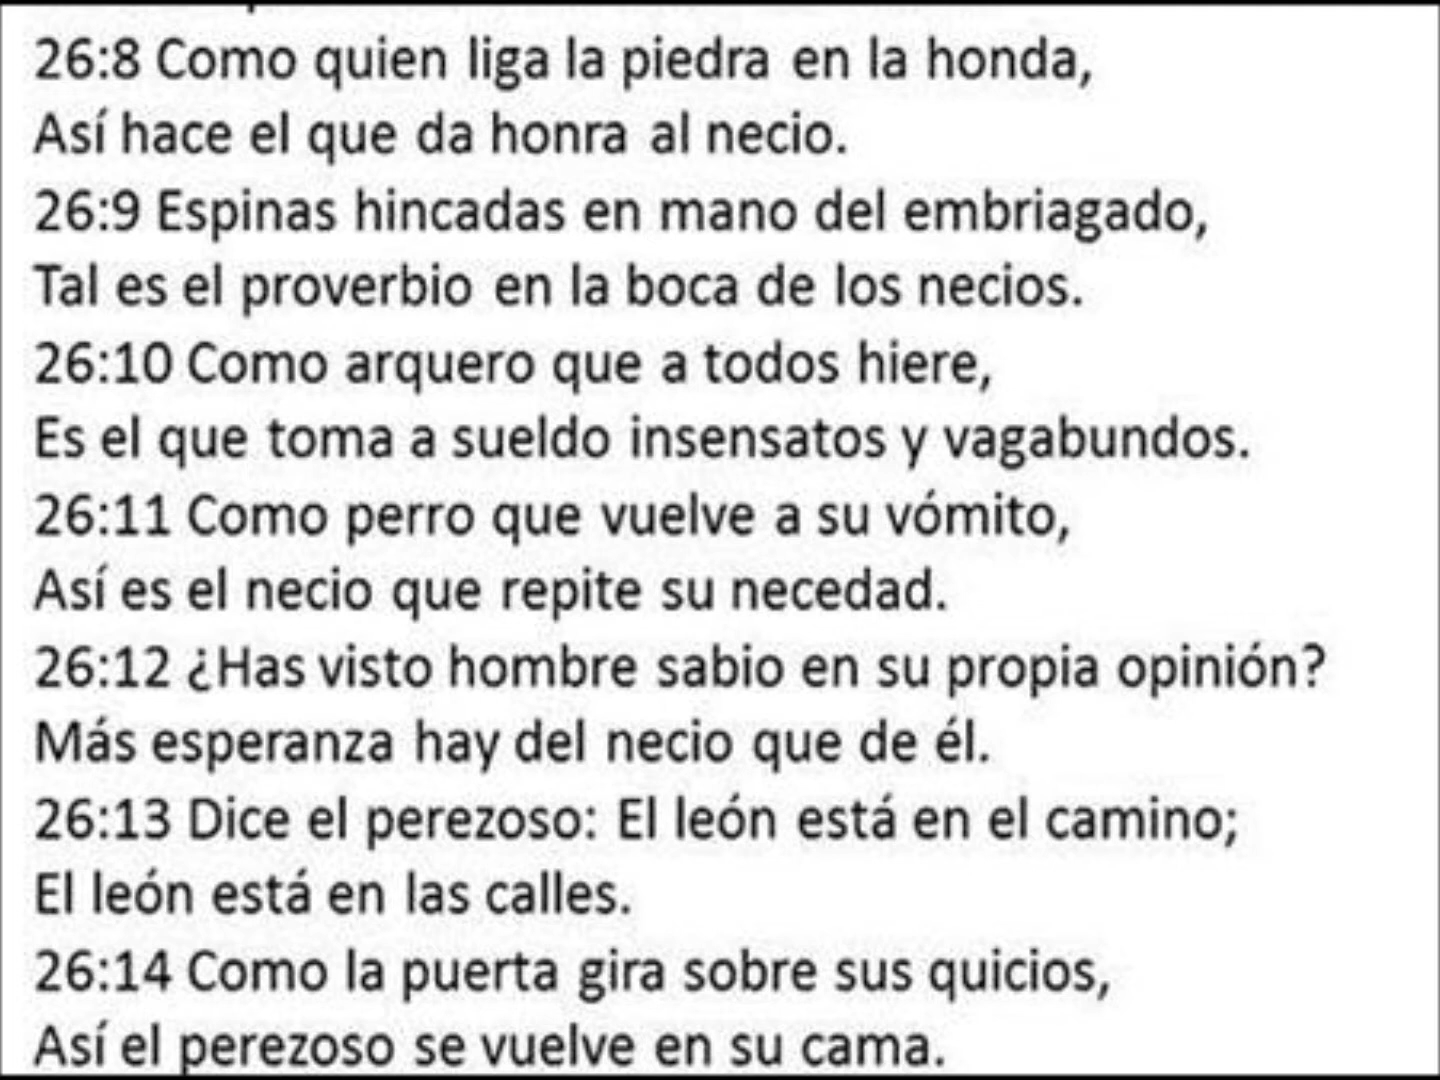 26:8 Como quien liga la piedra en la honda,
Así hace el que da honra al necio.
26:9 Espinas hincadas en mano del embriagado,
Tal es el proverbio en la boca de los necios.
26:10 Como arquero que a todos hiere,
Es el que toma a sueldo insensatos y vagabundos.
26:11 Como perro que vuelve a su vómito,
Así es el necio que repite su necedad.
26:12 ¿Has visto hombre sabio en su propia opinión?
Más esperanza hay del necio que de él.
26:13 Dice el perezoso: El león está en el camino;
El león está en las calles.
26:14 Como la puerta gira sobre sus quicios,
Así el perezoso se vuelve en su cama.